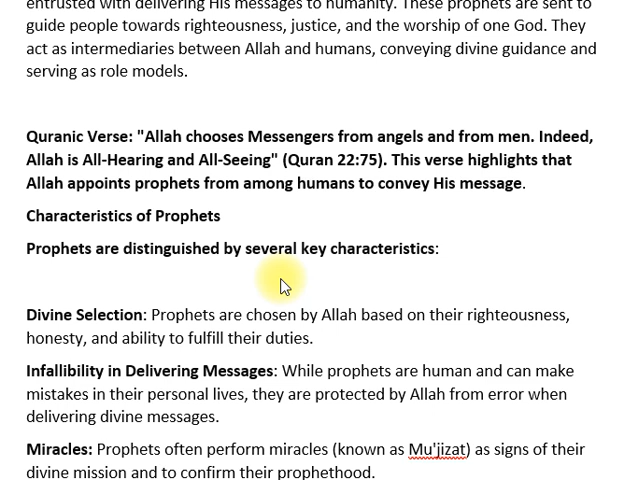 entrusted with delivering His messages to humanity. These prophets are sent to
guide people towards righteousness, justice, and the worship of one God. They
act as intermediaries between Allah and humans, conveying divine guidance and
serving as role models.
Quranic Verse: "Allah chooses Messengers from angels and from men. Indeed,
Allah is All-Hearing and All-Seeing" (Quran 22:75). This verse highlights that
Allah appoints prophets from among humans to convey His message.
Characteristics of Prophets
Prophets are distinguished by several key characteristics:
Divine Selection: Prophets are chosen by Allah based on their righteousness,
honesty, and ability to fulfill their duties.
Infallibility in Delivering Messages: While prophets are human and can make
mistakes in their personal lives, they are protected by Allah from error when
delivering divine messages.
Miracles: Prophets often perform miracles (known as Mu'jizat) as signs of their
divine mission and to confirm their prophethood.